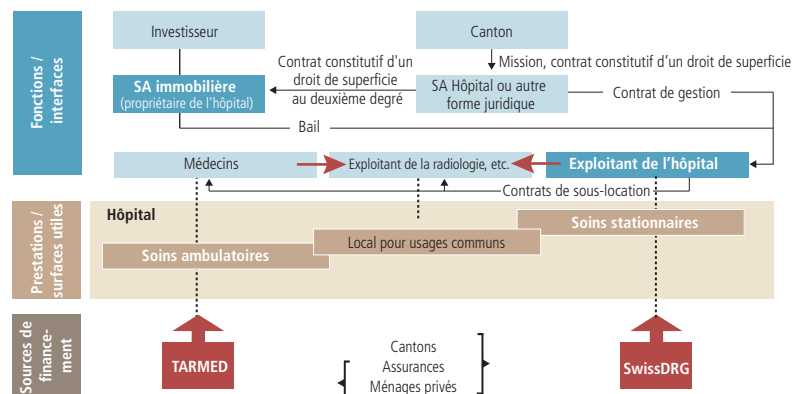 Fonctions /
interfaces
Investisseur
Canton
Contrat constitutif d'un
droit de superficie
au deuxième degré
Mission, contrat constitutif d'un droit de superficie
SA immobilière
(propriétaire de l'hôpital)
SA Hôpital ou autre
forme juridique
Contrat de gestion
Bail
Médecins
Exploitant de la radiologie, etc.
Exploitant de l'hôpital
Contrats de sous-location
Prestations /
surfaces utiles
Hôpital
Soins stationnaires
Local pour usages communs
Soins ambulatoires
Sources de
finance-
ment
TARMED
Cantons
Assurances
Ménages privés
SwissDRG